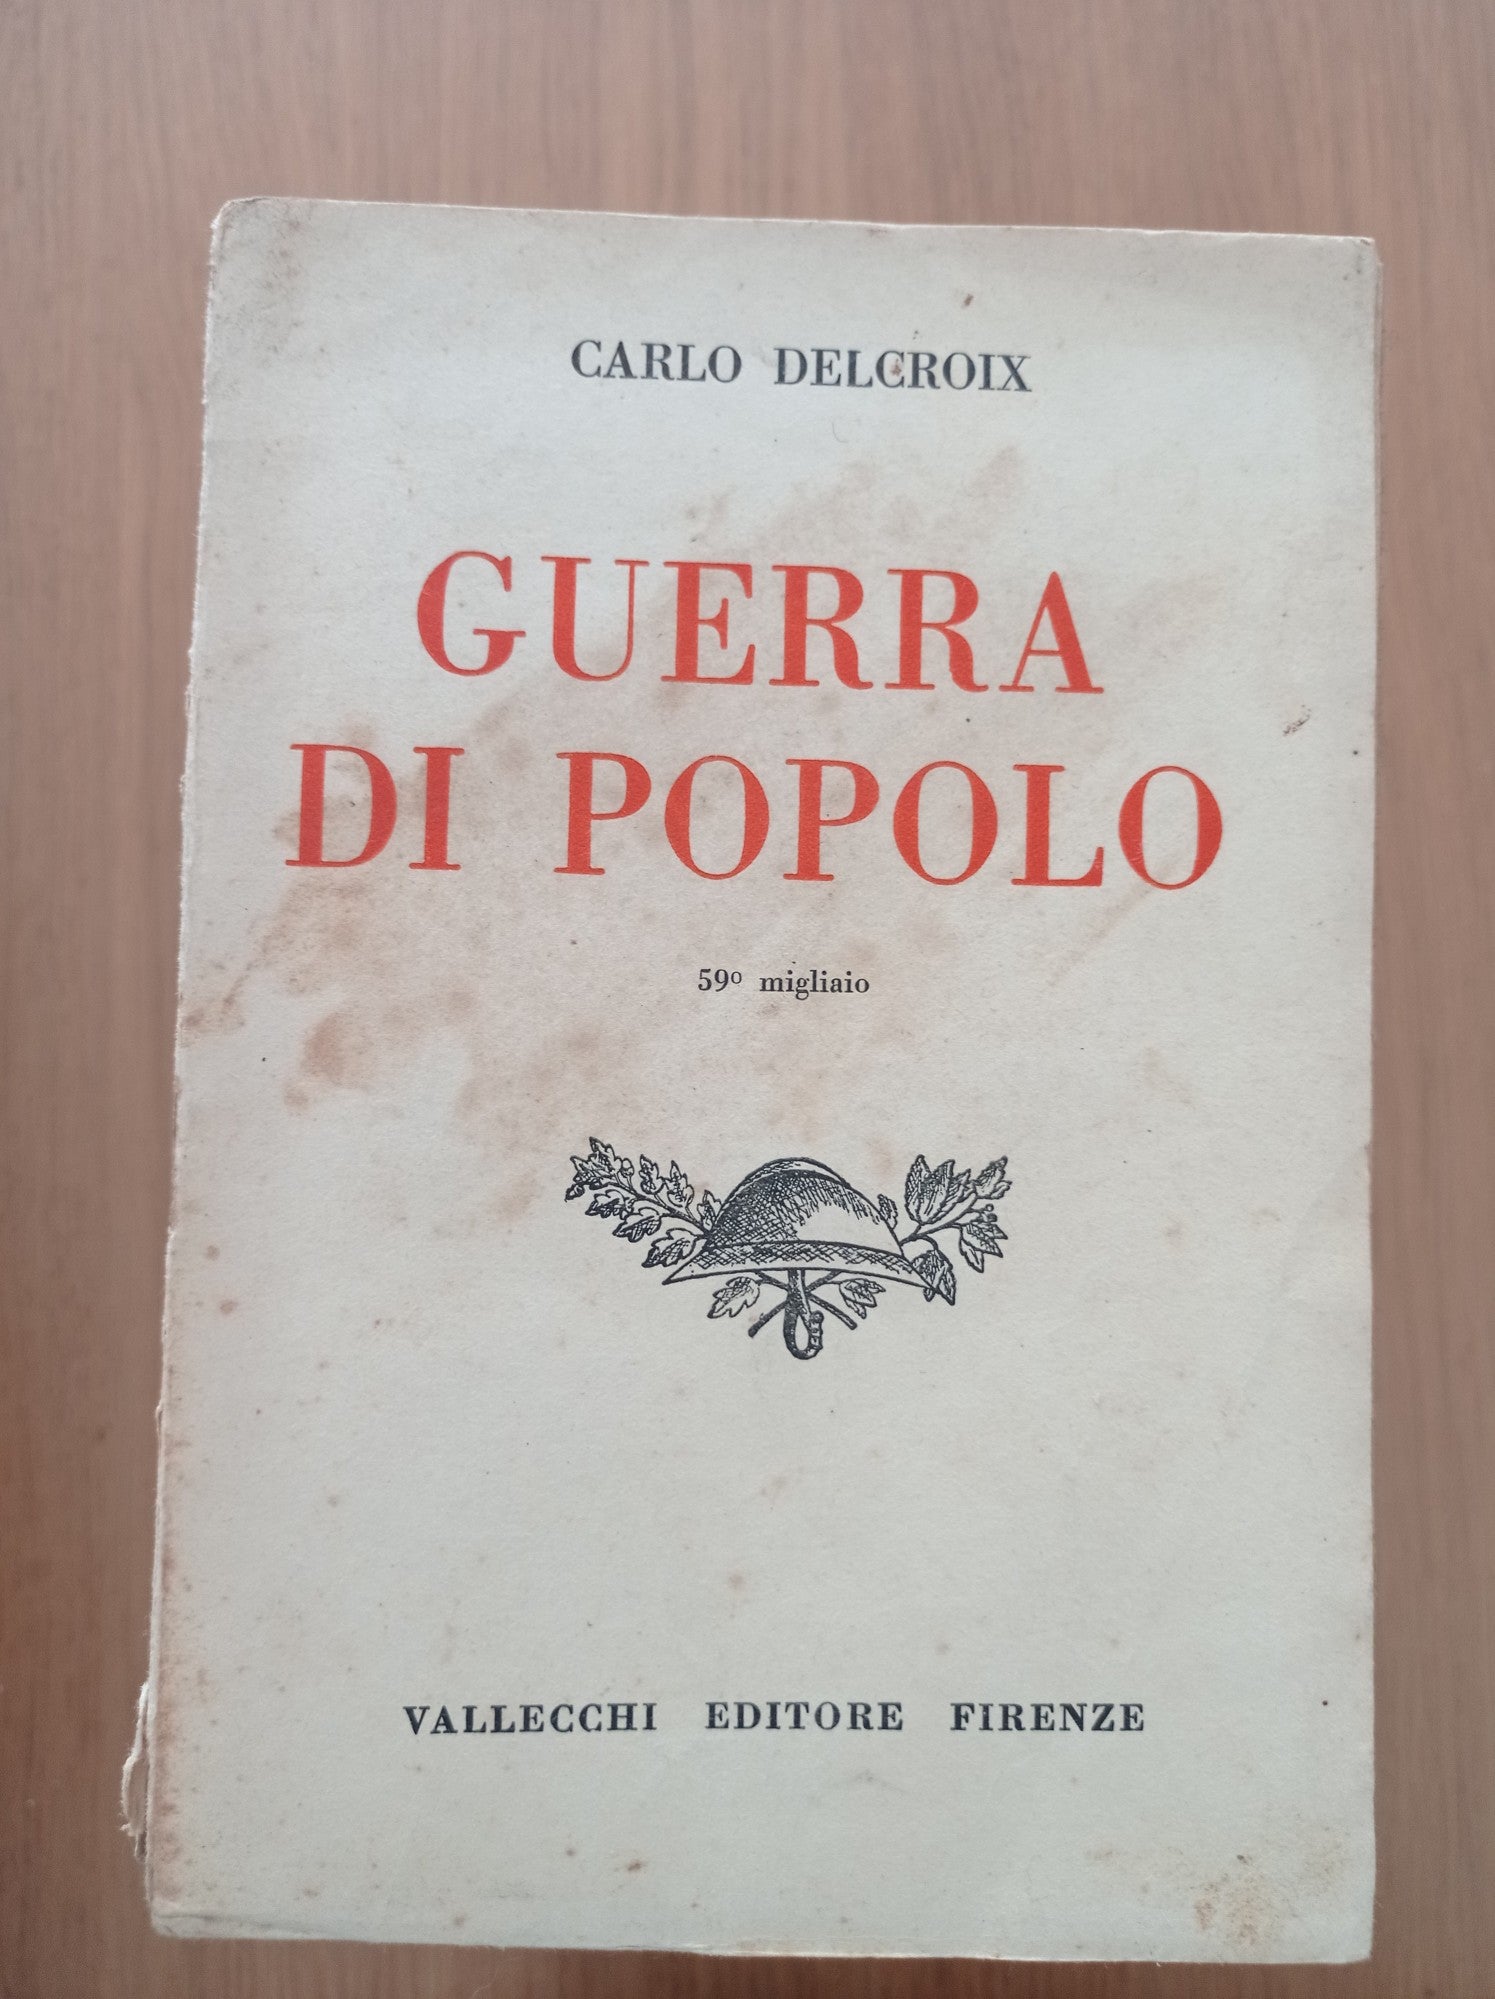 CARLO DELCROIX
GUERRA
DI POPOLO
59º migliaio
VALLECCHI EDITORE FIRENZE